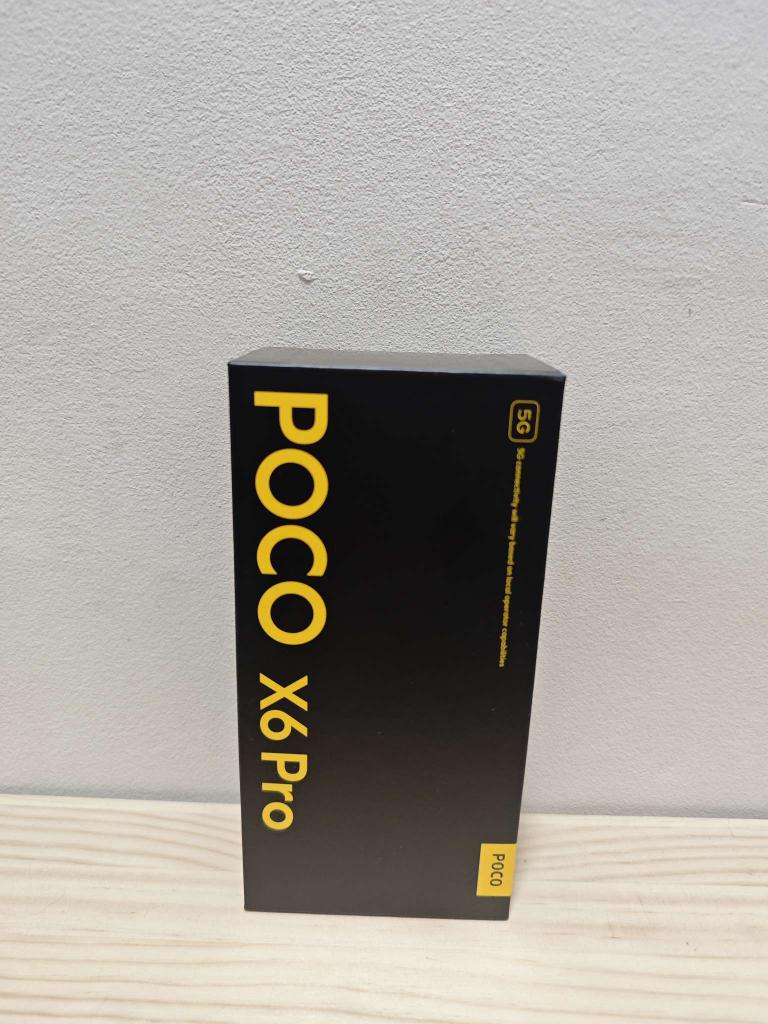 5G 5G connectivity will vary based on local operator capabilities
POCO X6 Pro
POCO